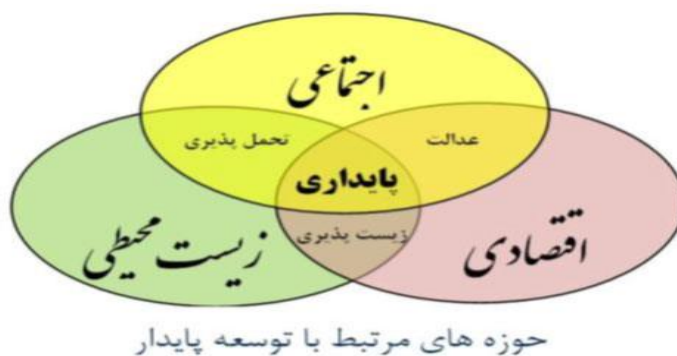 اجتماعی
عدالت
تحمل پذیری
پایداری
زیست پذیری
اقتصادی
زیست محیطی
حوزه های مرتبط با توسعه پایدار